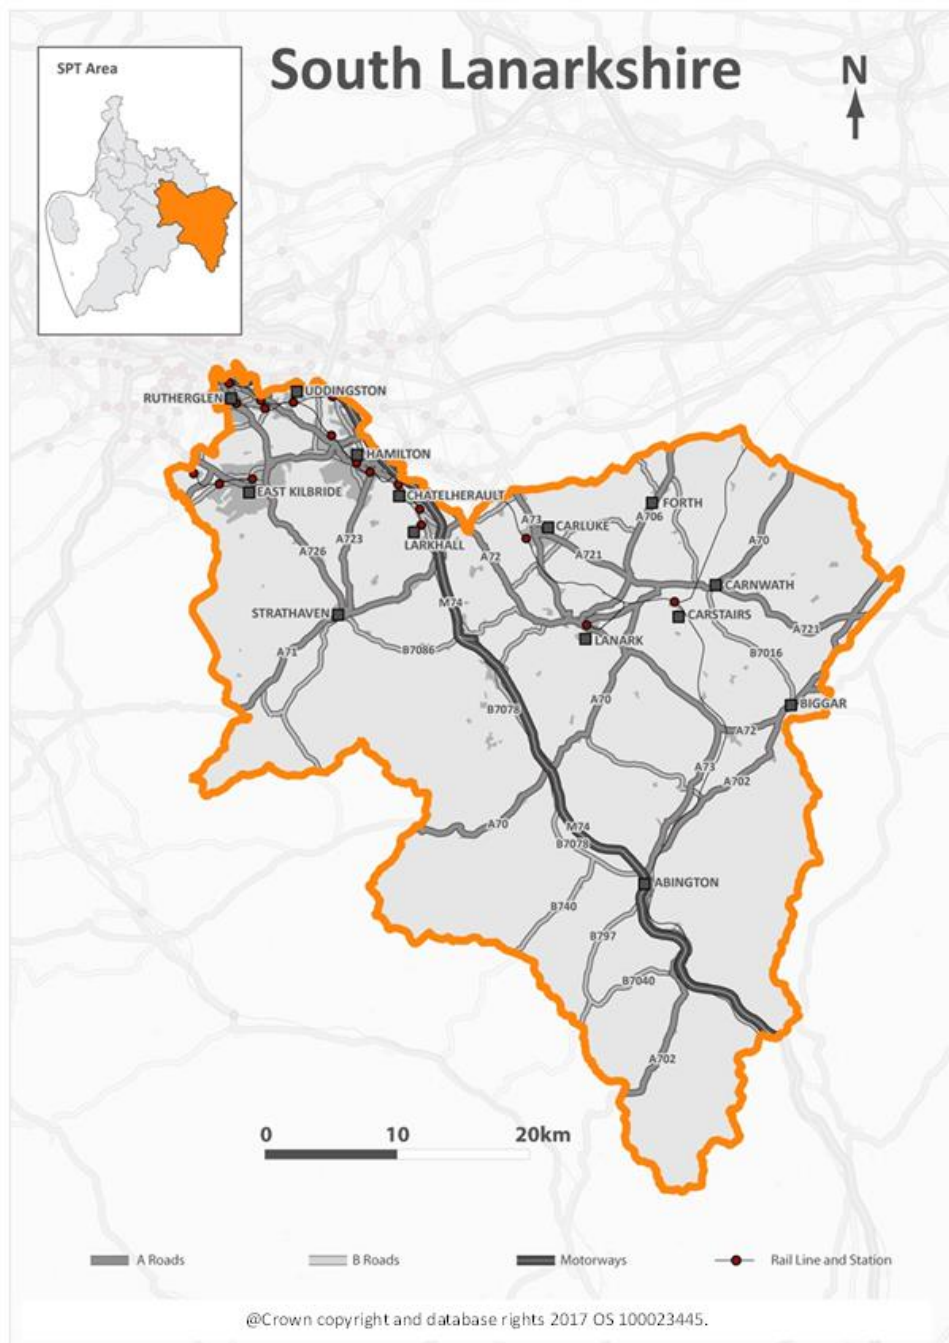 South Lanarkshire
SPT Area
N
UDDINGSTON
RUTHERGLEN
HAMILTON
EAST KILBRIDE
CHATELHERAULT
FORTH
A73
A706
CARLUKE
A723
LARKHALL
A70
A726
A72
A721
CARNWATH
M74
STRATHAVEN
CARSTAIRS
A721
LANARK
A71
B7086
B7016
A70
BIGGAR
B7078
A72
A73
A702
A70
M74
B7078
ABINGTON
B740
B797
B7040
A702
0 10 20km
A Roads B Roads Motorways Rail Line and Station
@Crown copyright and database rights 2017 OS 100023445.